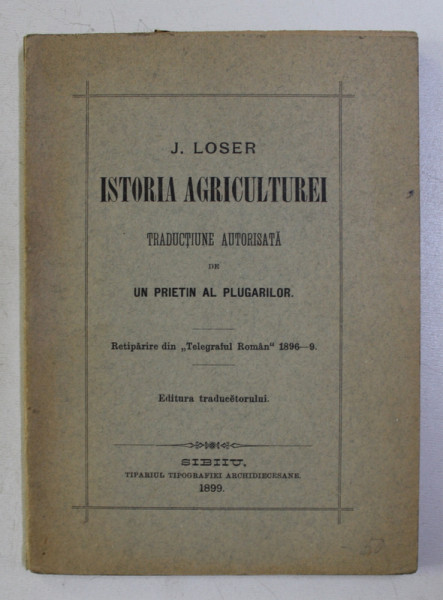 J. LOSER
ISTORIA AGRICULTUREI
TRADUCȚIUNE AUTORISATĂ
DE
UN PRIETIN AL PLUGARILOR.
Retipărire din „Telegraful Român“ 1896—9.
Editura traducĕtorului.
SIBIIU.
TIPARIUL TIPOGRAFIEI ARCHIDIECESANE.
1899.